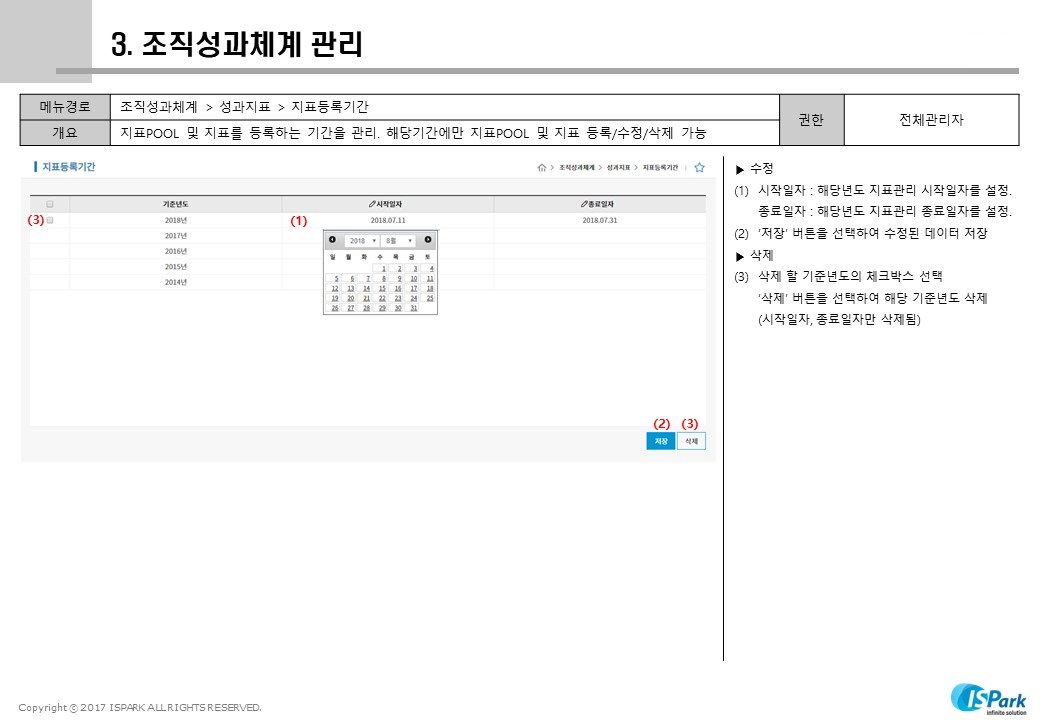 3. 조직성과체계 관리
메뉴경로 조직성과체계 > 성과지표 > 지표등록기간 권한 전체관리자
개요 지표POOL 및 지표를 등록하는 기간을 관리. 해당기간에만 지표POOL 및 지표 등록/수정/삭제 가능
지표등록기간 > 조직성과체계 > 성과지표 > 지표등록기간
기준년도 시작일자 종료일자
(3) 2018년 (1) 2018.07.11 2018.07.31
2017년
2016년
2015년
2014년
2018 8월
일 월 화 수 목 금 토
1 2 3 4
5 6 7 8 9 10 11
12 13 14 15 16 17 18
19 20 21 22 23 24 25
26 27 28 29 30 31
(2) (3)
저장 삭제
▶ 수정
(1) 시작일자 : 해당년도 지표관리 시작일자를 설정.
종료일자 : 해당년도 지표관리 종료일자를 설정.
(2) ‘저장’ 버튼을 선택하여 수정된 데이터 저장
▶ 삭제
(3) 삭제 할 기준년도의 체크박스 선택
‘삭제’ 버튼을 선택하여 해당 기준년도 삭제
(시작일자, 종료일자만 삭제됨)
Copyright ⓒ 2017 ISPARK ALL RIGHTS RESERVED.
ISPark
infinite solution